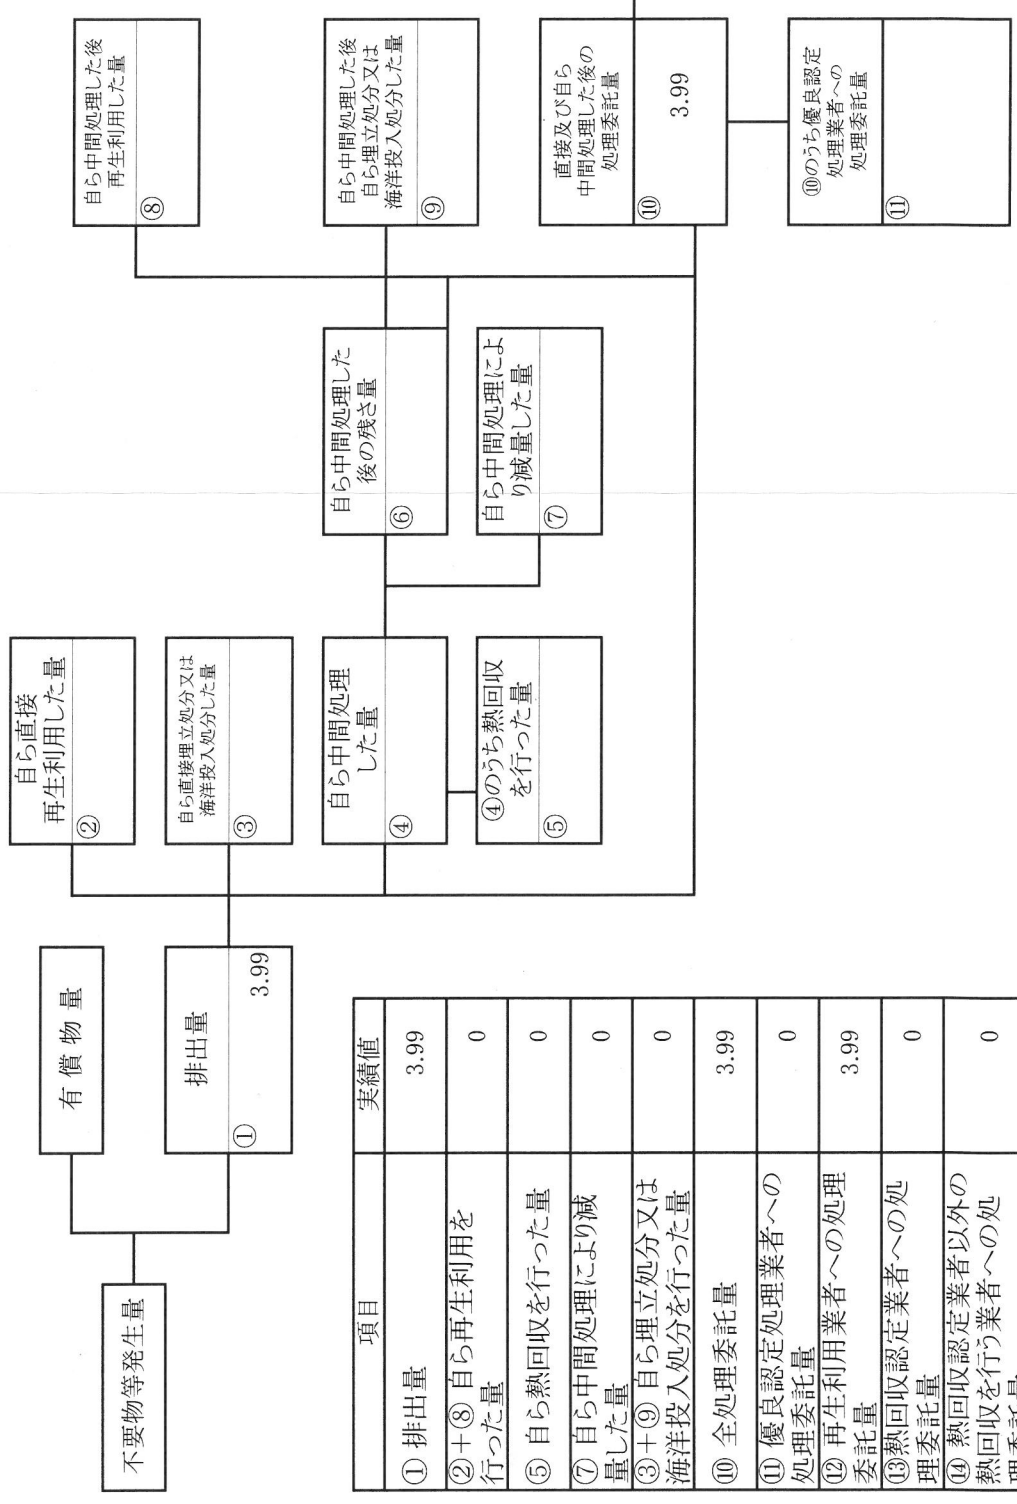 不要物等発生量
有償物量
排出量
①
3.99
自ら直接
再生利用した量
②
自ら直接埋立処分又は
海洋投入処分した量
③
自ら中間処理
した量
④
④のうち熱回収
を行った量
⑤
自ら中間処理した
後の残さ量
⑥
自ら中間処理によ
り減量した量
⑦
自ら中間処理した後
再生利用した量
⑧
自ら中間処理した後
自ら埋立処分又は
海洋投入処分した量
⑨
直接及び自ら
中間処理した後の
処理委託量
⑩
3.99
⑩のうち優良認定
処理業者への
処理委託量
⑪
項目 実績値
① 排出量 3.99
②＋⑧ 自ら再生利用を
行った量 0
⑤ 自ら熱回収を行った量 0
⑦ 自ら中間処理により減
量した量 0
③＋⑨ 自ら埋立処分又は
海洋投入処分を行った量 0
⑩ 全処理委託量 3.99
⑪ 優良認定処理業者への
処理委託量 0
⑫ 再生利用業者への処理
委託量 3.99
⑬熱回収認定業者への処
理委託量 0
⑭ 熱回収認定業者以外の
熱回収を行う業者への処
理委託量 0